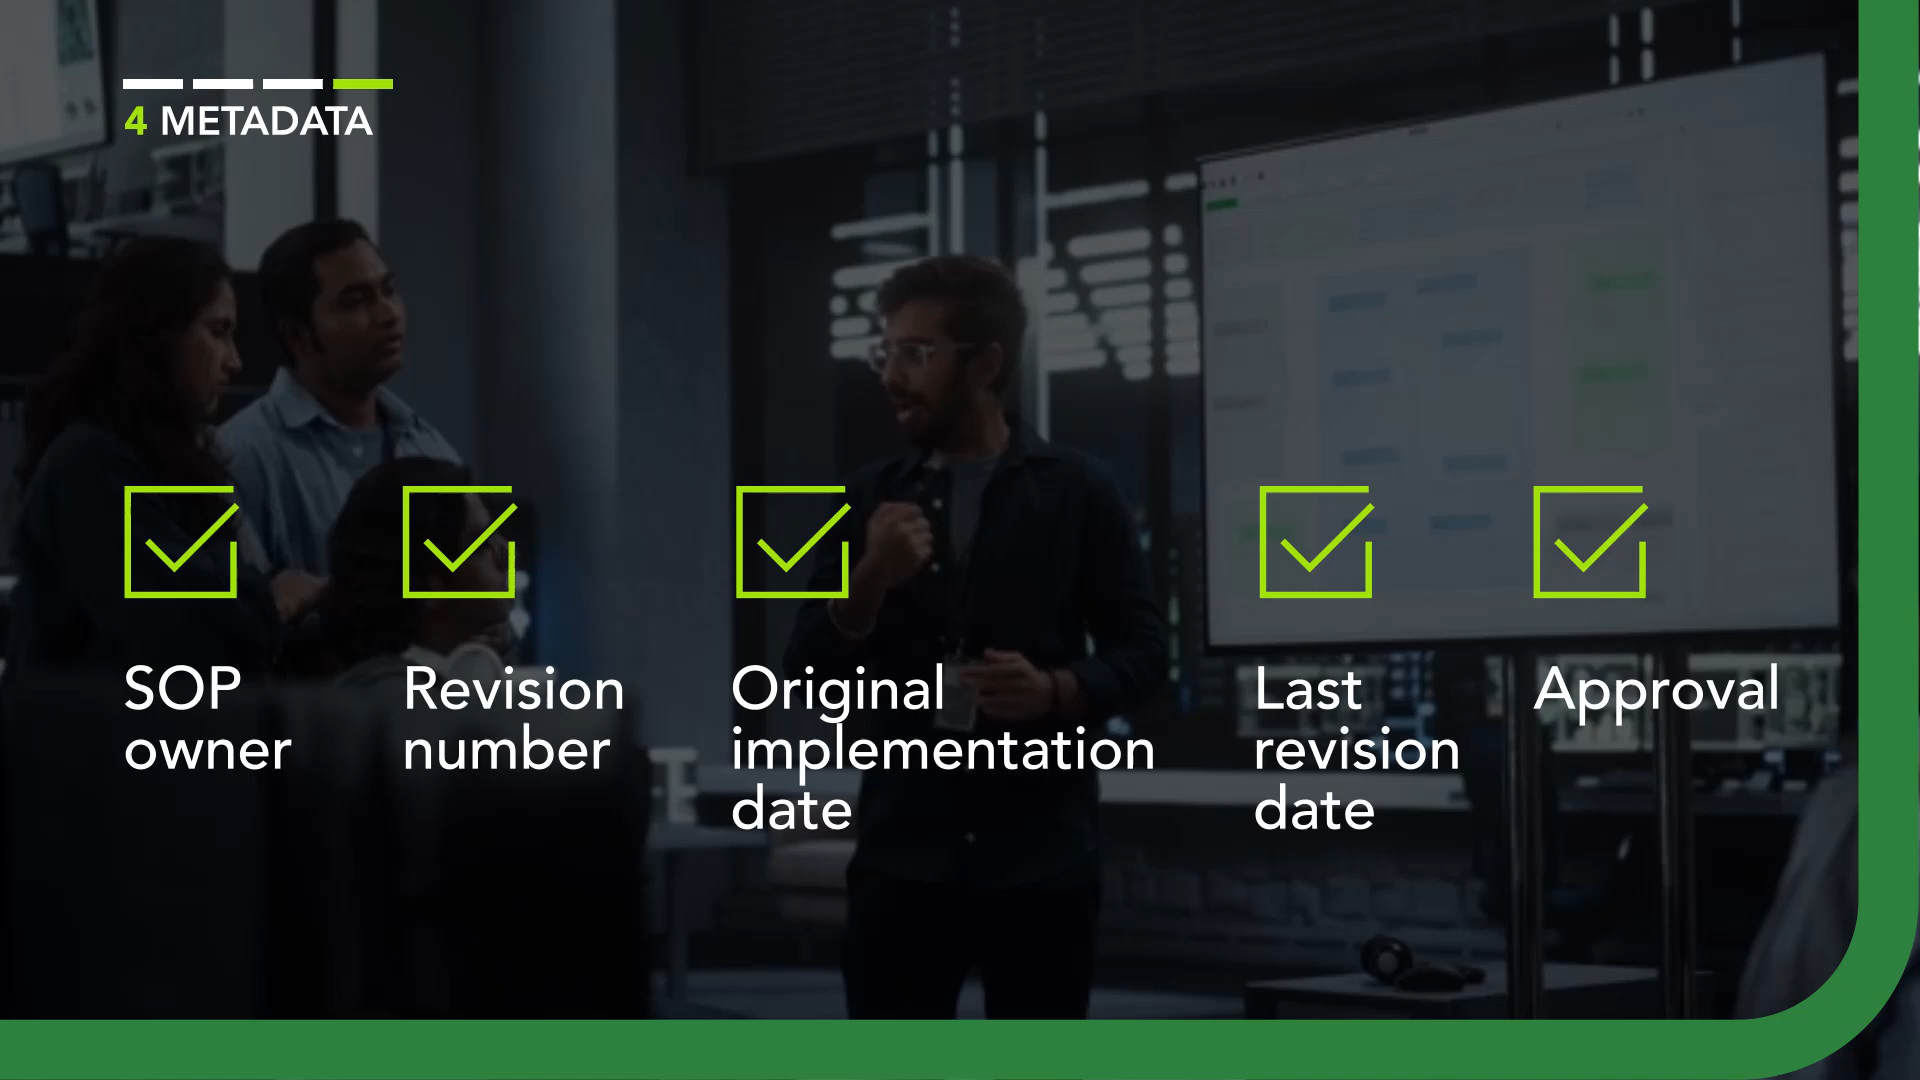 4 METADATA
SOP
owner
Revision
number
Original
implementation
date
Last
revision
date
Approval